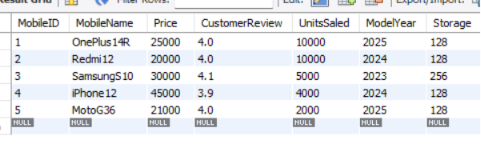 Result Grid Filter Rows: Edit: Export/Import:
MobileID MobileName Price CustomerReview UnitsSaled ModelYear Storage
1 OnePlus14R 25000 4.0 10000 2025 128
2 Redmi12 20000 4.0 10000 2024 128
3 SamsungS10 30000 4.1 5000 2023 256
4 iPhone12 45000 3.9 4000 2024 128
5 MotoG36 21000 4.0 2000 2025 128
NULL NULL NULL NULL NULL NULL NULL